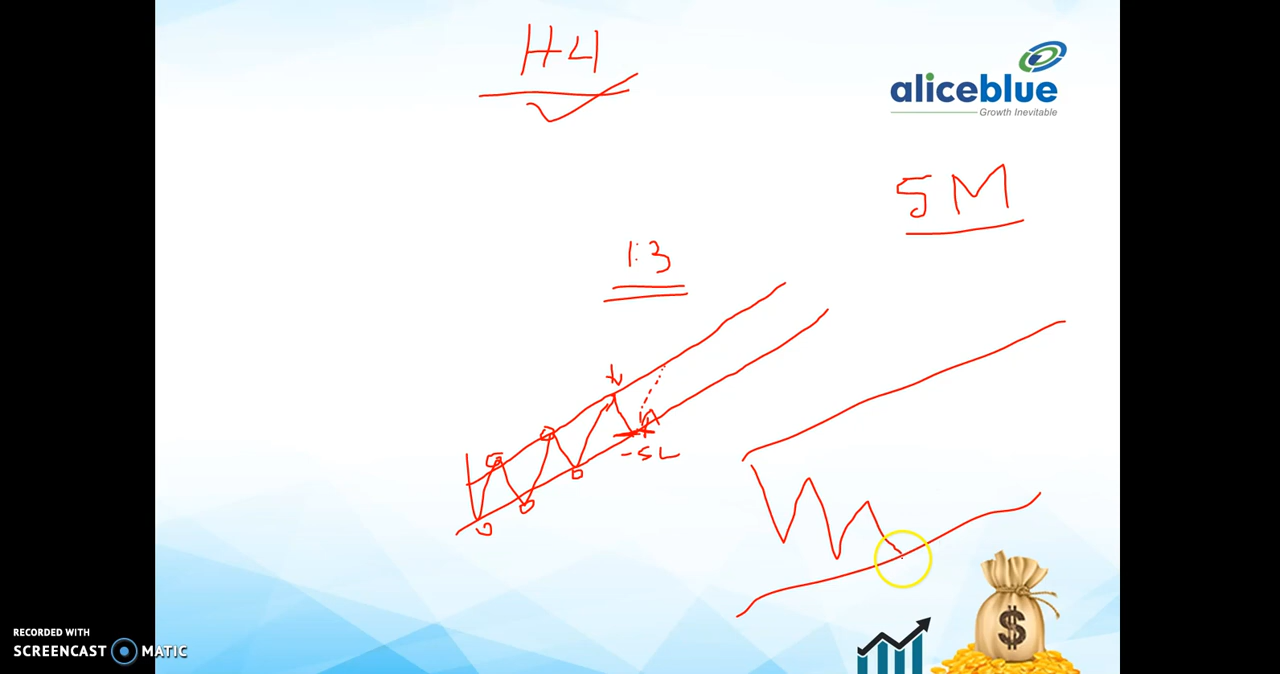 H4
aliceblue
Growth Inevitable
5M
1:3
-SL
$
RECORDED WITH
SCREENCAST MATIC